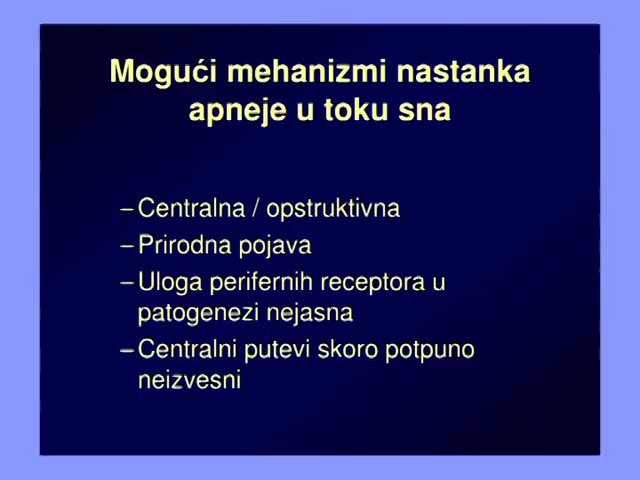 Mogući mehanizmi nastanka
apneje u toku sna
– Centralna / opstruktivna
– Prirodna pojava
– Uloga perifernih receptora u
patogenezi nejasna
– Centralni putevi skoro potpuno
neizvesni